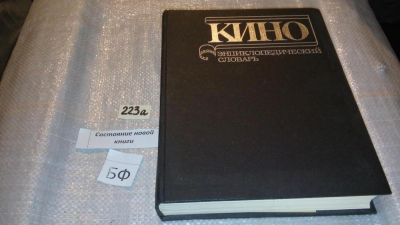 КИНО
ЭНЦИКЛОПЕДИЧЕСКИЙ
СЛОВАРЬ
223а
Состояние новой
книги
БФ